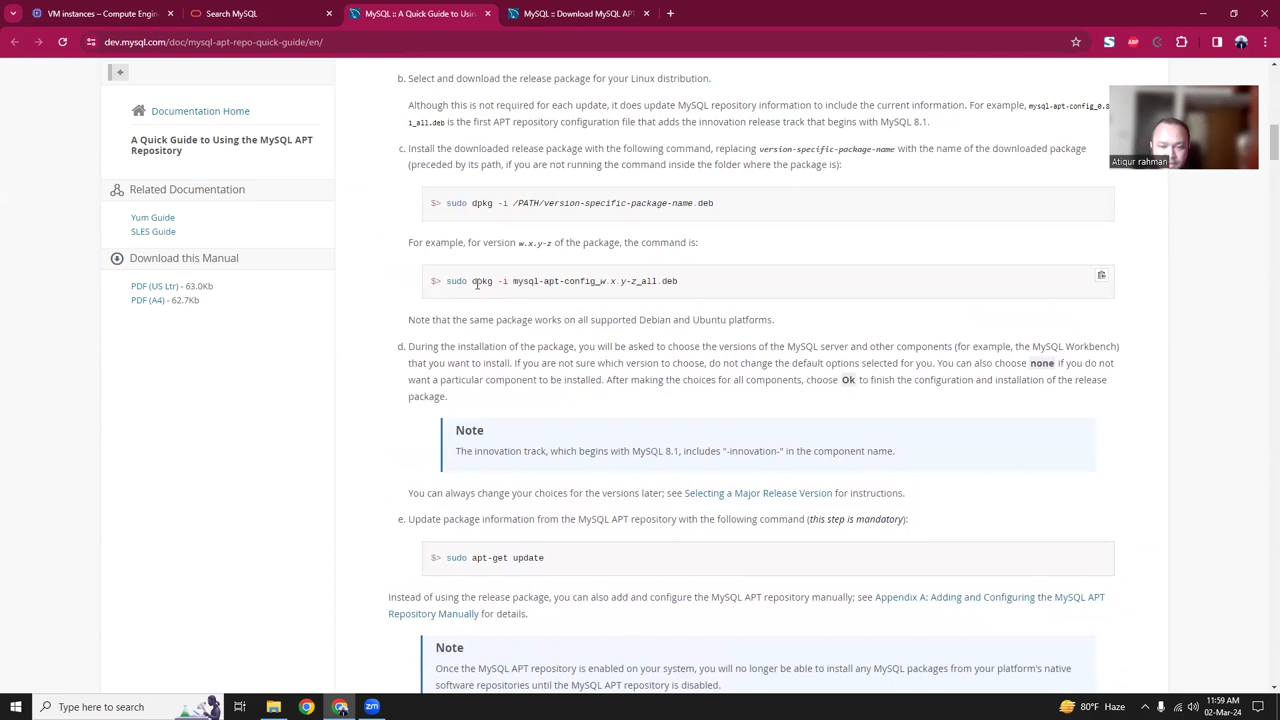 VM instances – Compute Engin
Search MySQL
MySQL :: A Quick Guide to Usin
MySQL :: Download MySQL AP
dev.mysql.com/doc/mysql-apt-repo-quick-guide/en/
Documentation Home
A Quick Guide to Using the MySQL APT
Repository
Related Documentation
Yum Guide
SLES Guide
Download this Manual
PDF (US Ltr) - 63.0Kb
PDF (A4) - 62.7Kb
b. Select and download the release package for your Linux distribution.
Although this is not required for each update, it does update MySQL repository information to include the current information. For example, mysql-apt-config_0.
1_all.deb is the first APT repository configuration file that adds the innovation release track that begins with MySQL 8.1.
c. Install the downloaded release package with the following command, replacing version-specific-package-name with the name of the downloaded package
(preceded by its path, if you are not running the command inside the folder where the package is):
$> sudo dpkg -i /PATH/version-specific-package-name.deb
For example, for version w.x.y-z of the package, the command is:
$> sudo dpkg -i mysql-apt-config_w.x.y-z_all.deb
Note that the same package works on all supported Debian and Ubuntu platforms.
d. During the installation of the package, you will be asked to choose the versions of the MySQL server and other components (for example, the MySQL Workbench)
that you want to install. If you are not sure which version to choose, do not change the default options selected for you. You can also choose none if you do not
want a particular component to be installed. After making the choices for all components, choose Ok to finish the configuration and installation of the release
package.
Note
The innovation track, which begins with MySQL 8.1, includes "-innovation-" in the component name.
You can always change your choices for the versions later; see Selecting a Major Release Version for instructions.
e. Update package information from the MySQL APT repository with the following command (this step is mandatory):
$> sudo apt-get update
Instead of using the release package, you can also add and configure the MySQL APT repository manually; see Appendix A: Adding and Configuring the MySQL APT
Repository Manually for details.
Note
Once the MySQL APT repository is enabled on your system, you will no longer be able to install any MySQL packages from your platform's native
software repositories until the MySQL APT repository is disabled.
Atiqur rahman
Type here to search
80°F Haze
11:59 AM
02-Mar-24